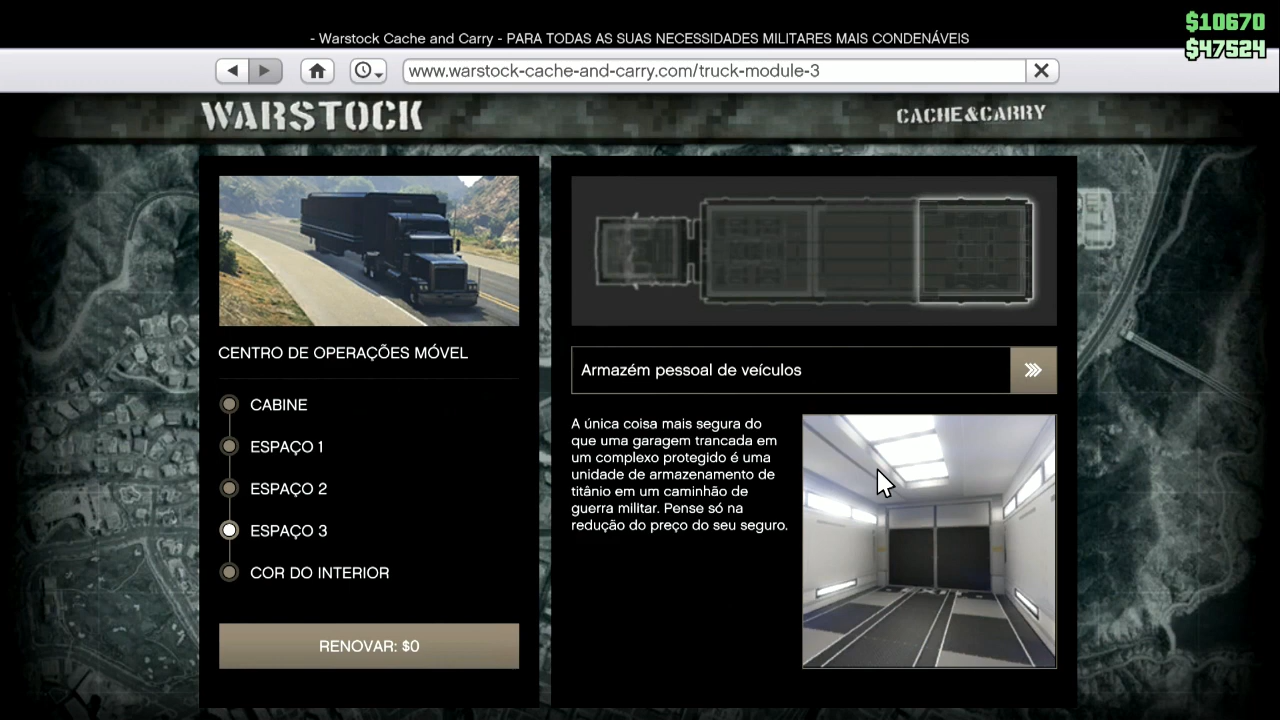 $10670
- Warstock Cache and Carry - PARA TODAS AS SUAS NECESSIDADES MILITARES MAIS CONDENÁVEIS
$47524
www.warstock-cache-and-carry.com/truck-module-3
WARSTOCK
CACHE&CARRY
CENTRO DE OPERAÇÕES MÓVEL
CABINE
ESPAÇO 1
ESPAÇO 2
ESPAÇO 3
COR DO INTERIOR
RENOVAR: $0
Armazém pessoal de veículos
A única coisa mais segura do
que uma garagem trancada em
um complexo protegido é uma
unidade de armazenamento de
titânio em um caminhão de
guerra militar. Pense só na
redução do preço do seu seguro.